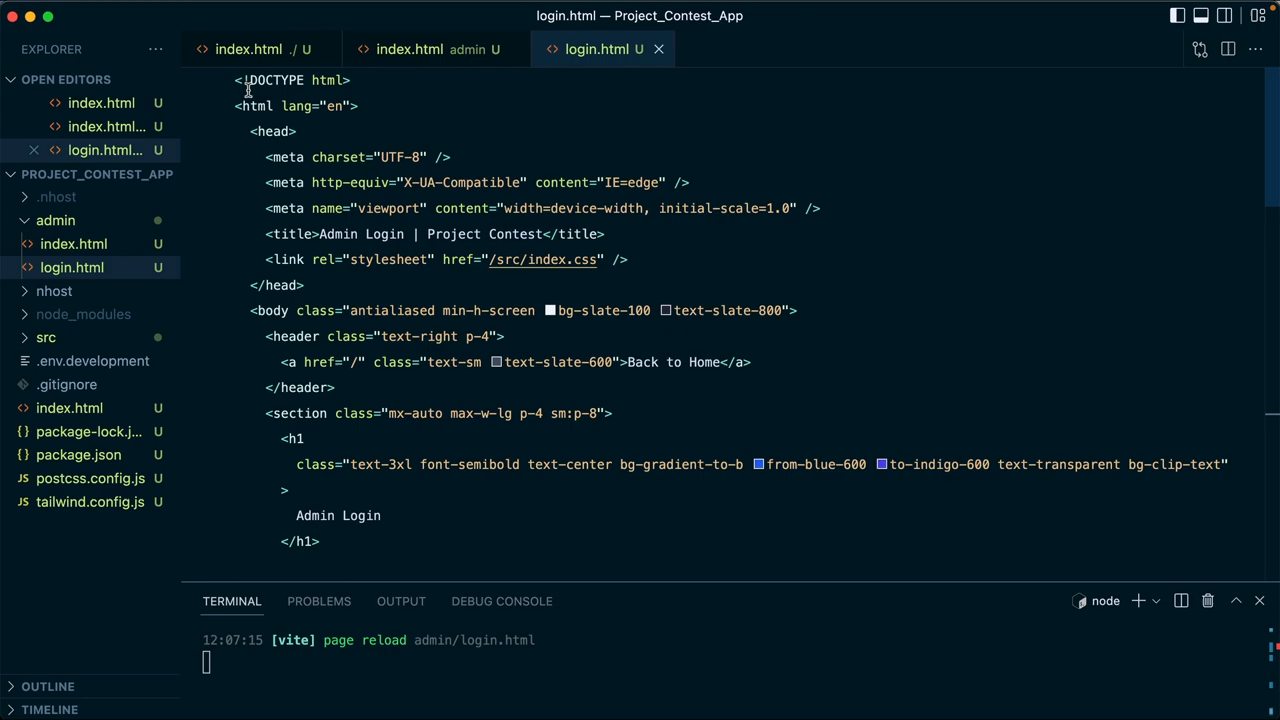 login.html — Project_Contest_App
EXPLORER
index.html ./ U
index.html admin U
login.html U
OPEN EDITORS
index.html U
index.html... U
login.html... U
PROJECT_CONTEST_APP
.nhost
admin
index.html U
login.html U
nhost
node_modules
src
.env.development
.gitignore
index.html U
package-lock.j... U
package.json U
JS postcss.config.js U
JS tailwind.config.js U
OUTLINE
TIMELINE
<!DOCTYPE html>
<html lang="en">
<head>
<meta charset="UTF-8" />
<meta http-equiv="X-UA-Compatible" content="IE=edge" />
<meta name="viewport" content="width=device-width, initial-scale=1.0" />
<title>Admin Login | Project Contest</title>
<link rel="stylesheet" href="/src/index.css" />
</head>
<body class="antialiased min-h-screen bg-slate-100 text-slate-800">
<header class="text-right p-4">
<a href="/" class="text-sm text-slate-600">Back to Home</a>
</header>
<section class="mx-auto max-w-lg p-4 sm:p-8">
<h1
class="text-3xl font-semibold text-center bg-gradient-to-b from-blue-600 to-indigo-600 text-transparent bg-clip-text"
>
Admin Login
</h1>
TERMINAL PROBLEMS OUTPUT DEBUG CONSOLE
node
12:07:15 [vite] page reload admin/login.html